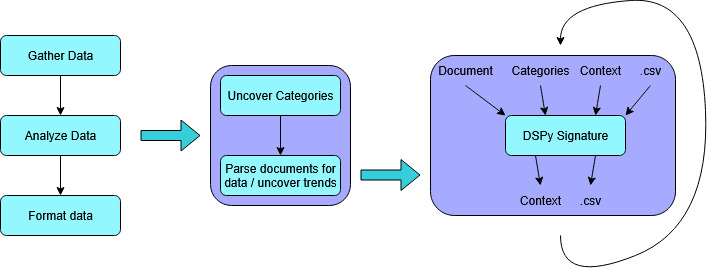 Gather Data
Analyze Data
Format data
Uncover Categories
Parse documents for
data / uncover trends
Document Categories Context .csv
DSPy Signature
Context .csv